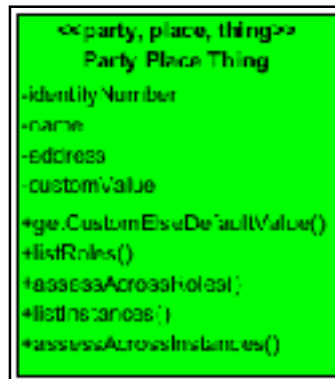 <<party, place, thing>>
Party Place Thing
-identityNumber
-name
-address
-customValue
+getCustomElseDefaultValue()
+listRoles()
+assessAcrossRoles()
+listInstances()
+assessAcrossInstances()